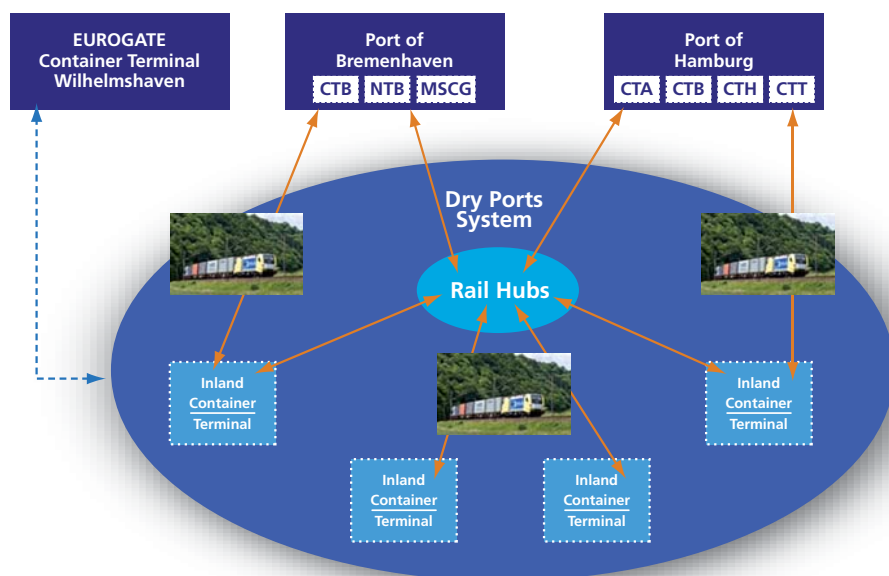 EUROGATE
Container Terminal
Wilhelmshaven
Port of
Bremenhaven
CTB NTB MSCG
Port of
Hamburg
CTA CTB CTH CTT
Dry Ports
System
Rail Hubs
Inland
Container
Terminal
Inland
Container
Terminal
Inland
Container
Terminal
Inland
Container
Terminal